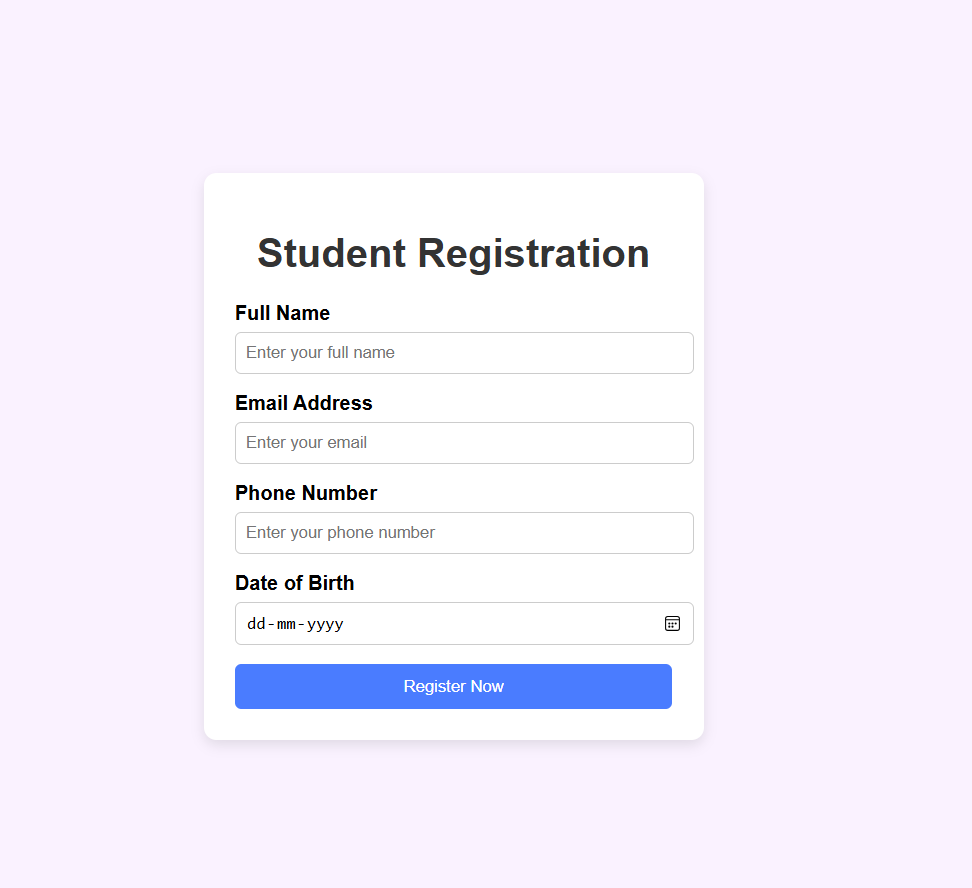 Student Registration
Full Name
Enter your full name
Email Address
Enter your email
Phone Number
Enter your phone number
Date of Birth
dd-mm-yyyy
Register Now